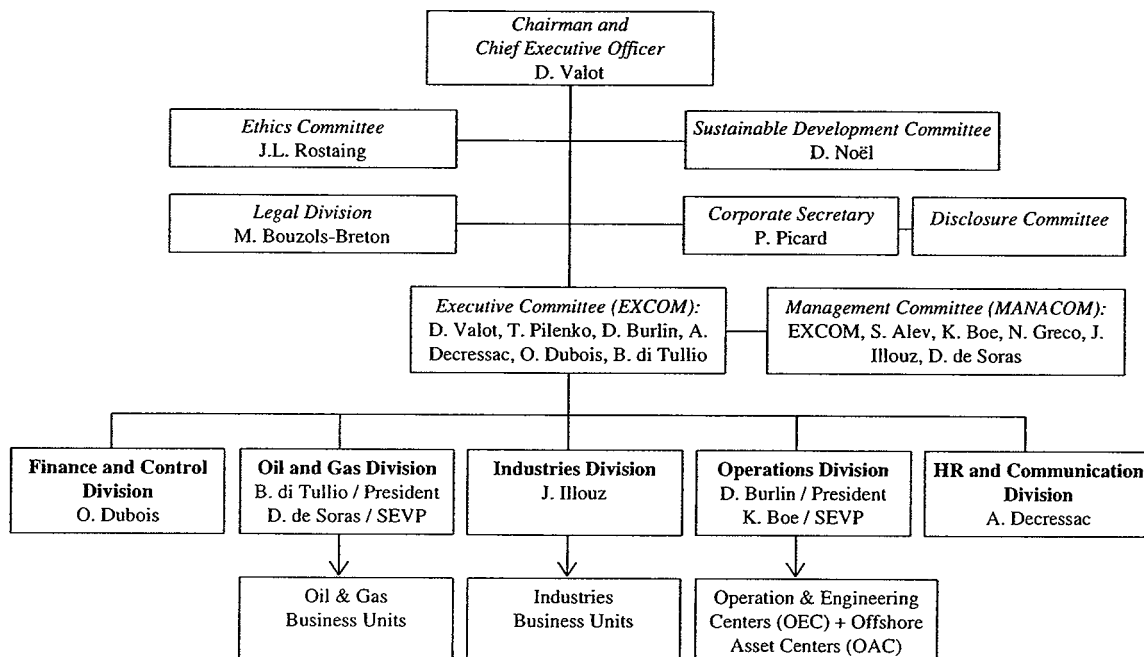 Chairman and
Chief Executive Officer
D. Valot
Ethics Committee
J.L. Rostaing
Sustainable Development Committee
D. Noël
Legal Division
M. Bouzols-Breton
Corporate Secretary
P. Picard
Disclosure Committee
Executive Committee (EXCOM):
D. Valot, T. Pilenko, D. Burlin, A.
Decressac, O. Dubois, B. di Tullio
Management Committee (MANACOM):
EXCOM, S. Alev, K. Boe, N. Greco, J.
Illouz, D. de Soras
Finance and Control
Division
O. Dubois
Oil and Gas Division
B. di Tullio / President
D. de Soras / SEVP
Industries Division
J. Illouz
Operations Division
D. Burlin / President
K. Boe / SEVP
HR and Communication
Division
A. Decressac
Oil & Gas
Business Units
Industries
Business Units
Operation & Engineering
Centers (OEC) + Offshore
Asset Centers (OAC)